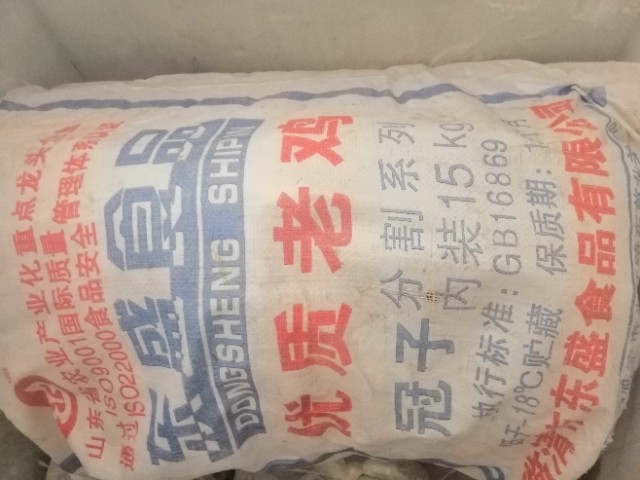 山东省农业产业化重点龙头企业
ISO9001国际质量管理体系认证
通过ISO22000食品安全
东盛食品
DONGSHENG SHIPIN
优质老鸡
冠子分割系列
内装15kg
执行标准:GB16869
-18℃贮藏 保质期:
东盛食品有限公司